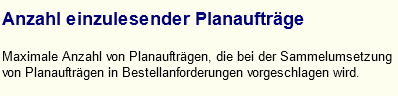 Anzahl einzulesender Planaufträge
Maximale Anzahl von Planaufträgen, die bei der Sammelumsetzung
von Planaufträgen in Bestellanforderungen vorgeschlagen wird.